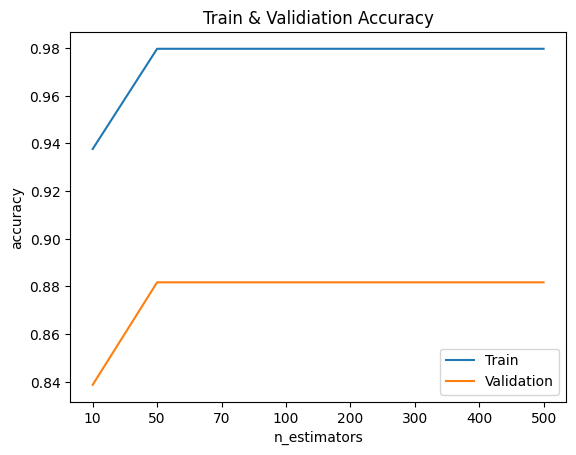 Train & Validiation Accuracy
accuracy
0.98
0.96
0.94
0.92
0.90
0.88
0.86
0.84
Train
Validation
10 50 70 100 200 300 400 500
n_estimators